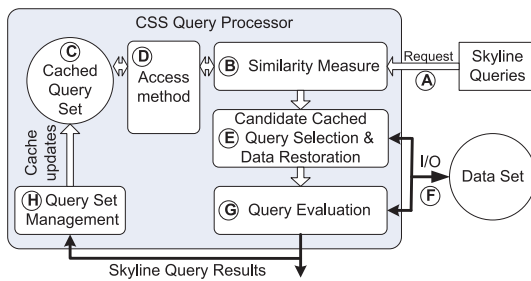 CSS Query Processor
C
Cached
Query
Set
D
Access
method
B Similarity Measure
Request
A
Skyline
Queries
Candidate Cached
E Query Selection &
Data Restoration
I/O
F
Data Set
Cache
updates
H Query Set
Management
G Query Evaluation
Skyline Query Results